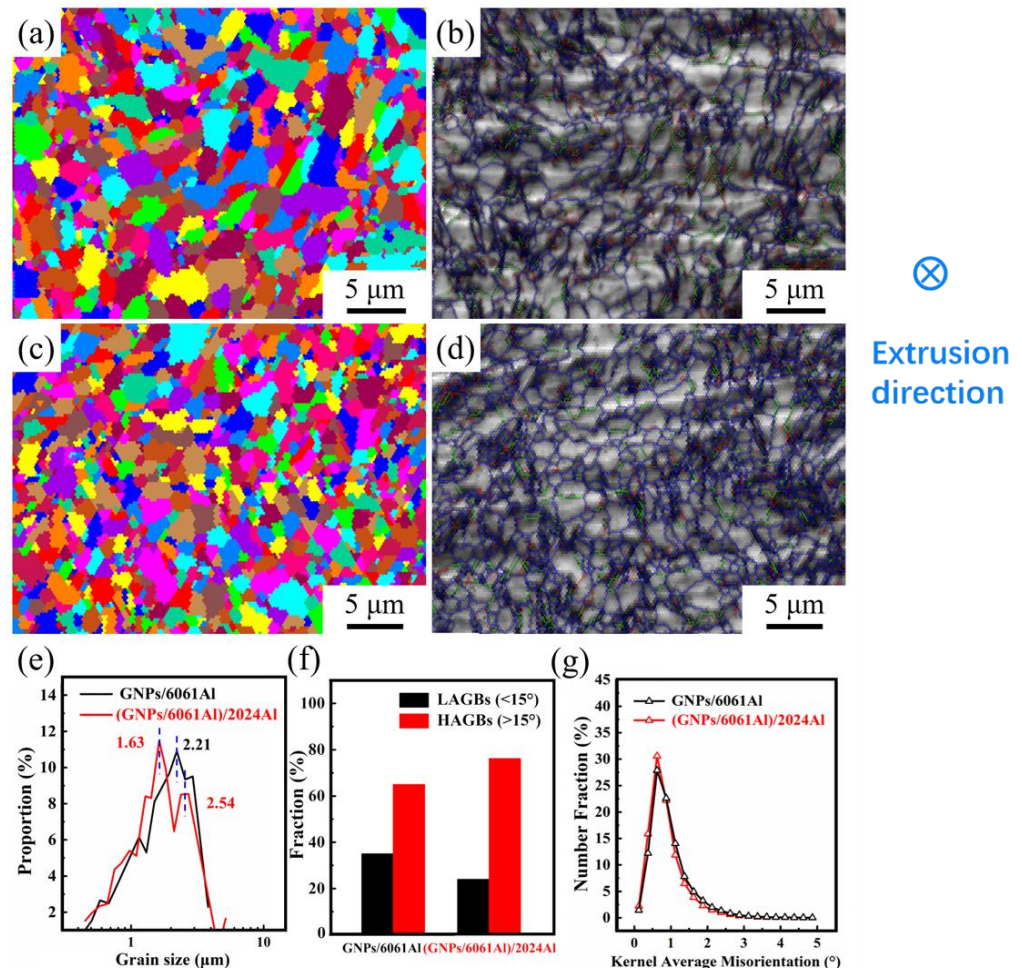 (a)
(b)
5 μm
5 μm
(c)
(d)
5 μm
5 μm
Extrusion
direction
(e)
14
12
10
8
6
4
2
Proportion (%)
GNPs/6061Al
(GNPs/6061Al)/2024Al
1.63
2.21
2.54
1
10
Grain size (μm)
(f)
100
80
60
40
20
0
Fraction (%)
LAGBs (<15°)
HAGBs (>15°)
GNPs/6061Al
(GNPs/6061Al)/2024Al
(g)
45
40
35
30
25
20
15
10
5
0
Number Fraction (%)
GNPs/6061Al
(GNPs/6061Al)/2024Al
0
1
2
3
4
5
Kernel Average Misorientation (°)